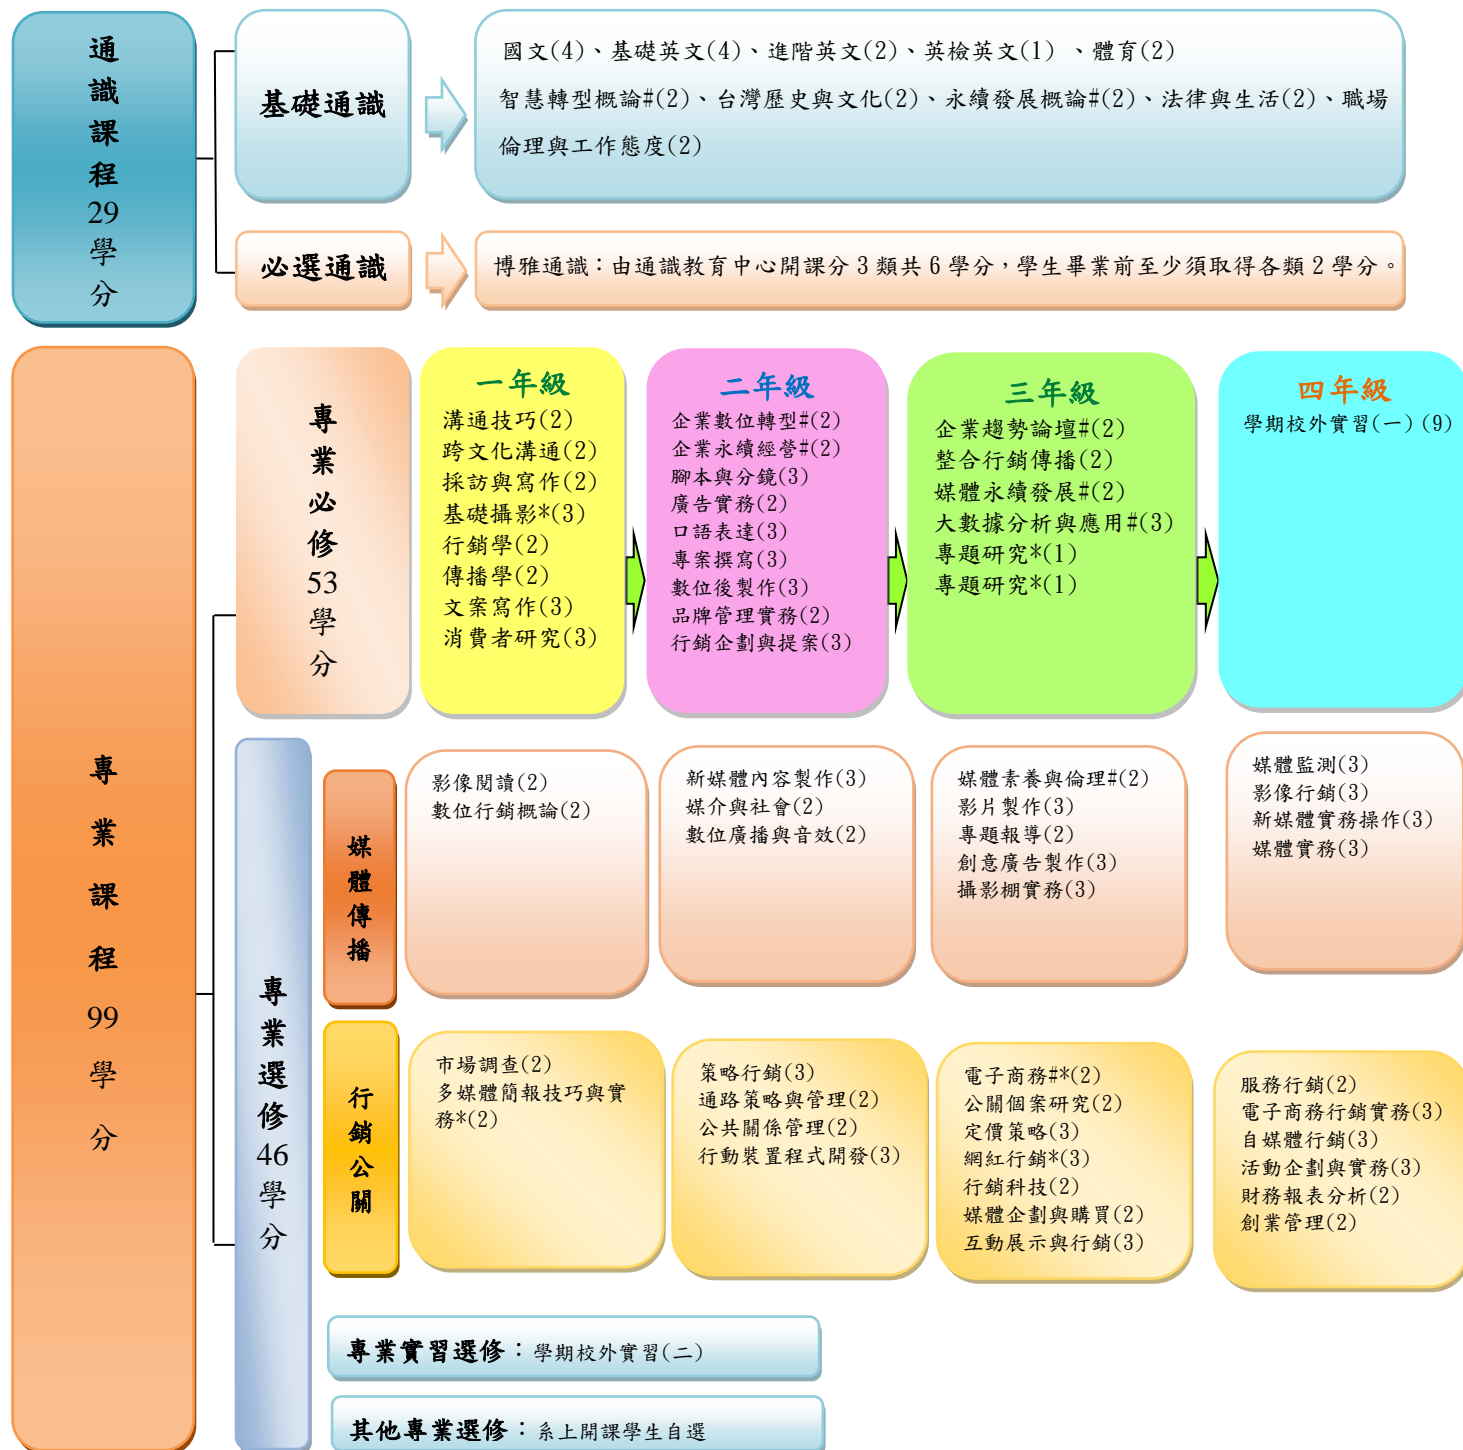 通識課程29學分
基礎通識
國文(4)、基礎英文(4)、進階英文(2)、英檢英文(1) 、體育(2)
智慧轉型概論#(2)、台灣歷史與文化(2)、永續發展概論#(2)、法律與生活(2)、職場
倫理與工作態度(2)
必選通識
博雅通識：由通識教育中心開課分 3 類共 6 學分，學生畢業前至少須取得各類 2 學分。
專業課程99學分
專業必修53學分
一年級
溝通技巧(2)
跨文化溝通(2)
採訪與寫作(2)
基礎攝影*(3)
行銷學(2)
傳播學(2)
文案寫作(3)
消費者研究(3)
二年級
企業數位轉型#(2)
企業永續經營#(2)
腳本與分鏡(3)
廣告實務(2)
口語表達(3)
專案撰寫(3)
數位後製作(3)
品牌管理實務(2)
行銷企劃與提案(3)
三年級
企業趨勢論壇#(2)
整合行銷傳播(2)
媒體永續發展#(2)
大數據分析與應用#(3)
專題研究*(1)
專題研究*(1)
四年級
學期校外實習(一)(9)
專業選修46學分
媒體傳播
影像閱讀(2)
數位行銷概論(2)
新媒體內容製作(3)
媒介與社會(2)
數位廣播與音效(2)
媒體素養與倫理#(2)
影片製作(3)
專題報導(2)
創意廣告製作(3)
攝影棚實務(3)
媒體監測(3)
影像行銷(3)
新媒體實務操作(3)
媒體實務(3)
行銷公關
市場調查(2)
多媒體簡報技巧與實
務*(2)
策略行銷(3)
通路策略與管理(2)
公共關係管理(2)
行動裝置程式開發(3)
電子商務#*(2)
公關個案研究(2)
定價策略(3)
網紅行銷*(3)
行銷科技(2)
媒體企劃與購買(2)
互動展示與行銷(3)
服務行銷(2)
電子商務行銷實務(3)
自媒體行銷(3)
活動企劃與實務(3)
財務報表分析(2)
創業管理(2)
專業實習選修：學期校外實習(二)
其他專業選修：系上開課學生自選